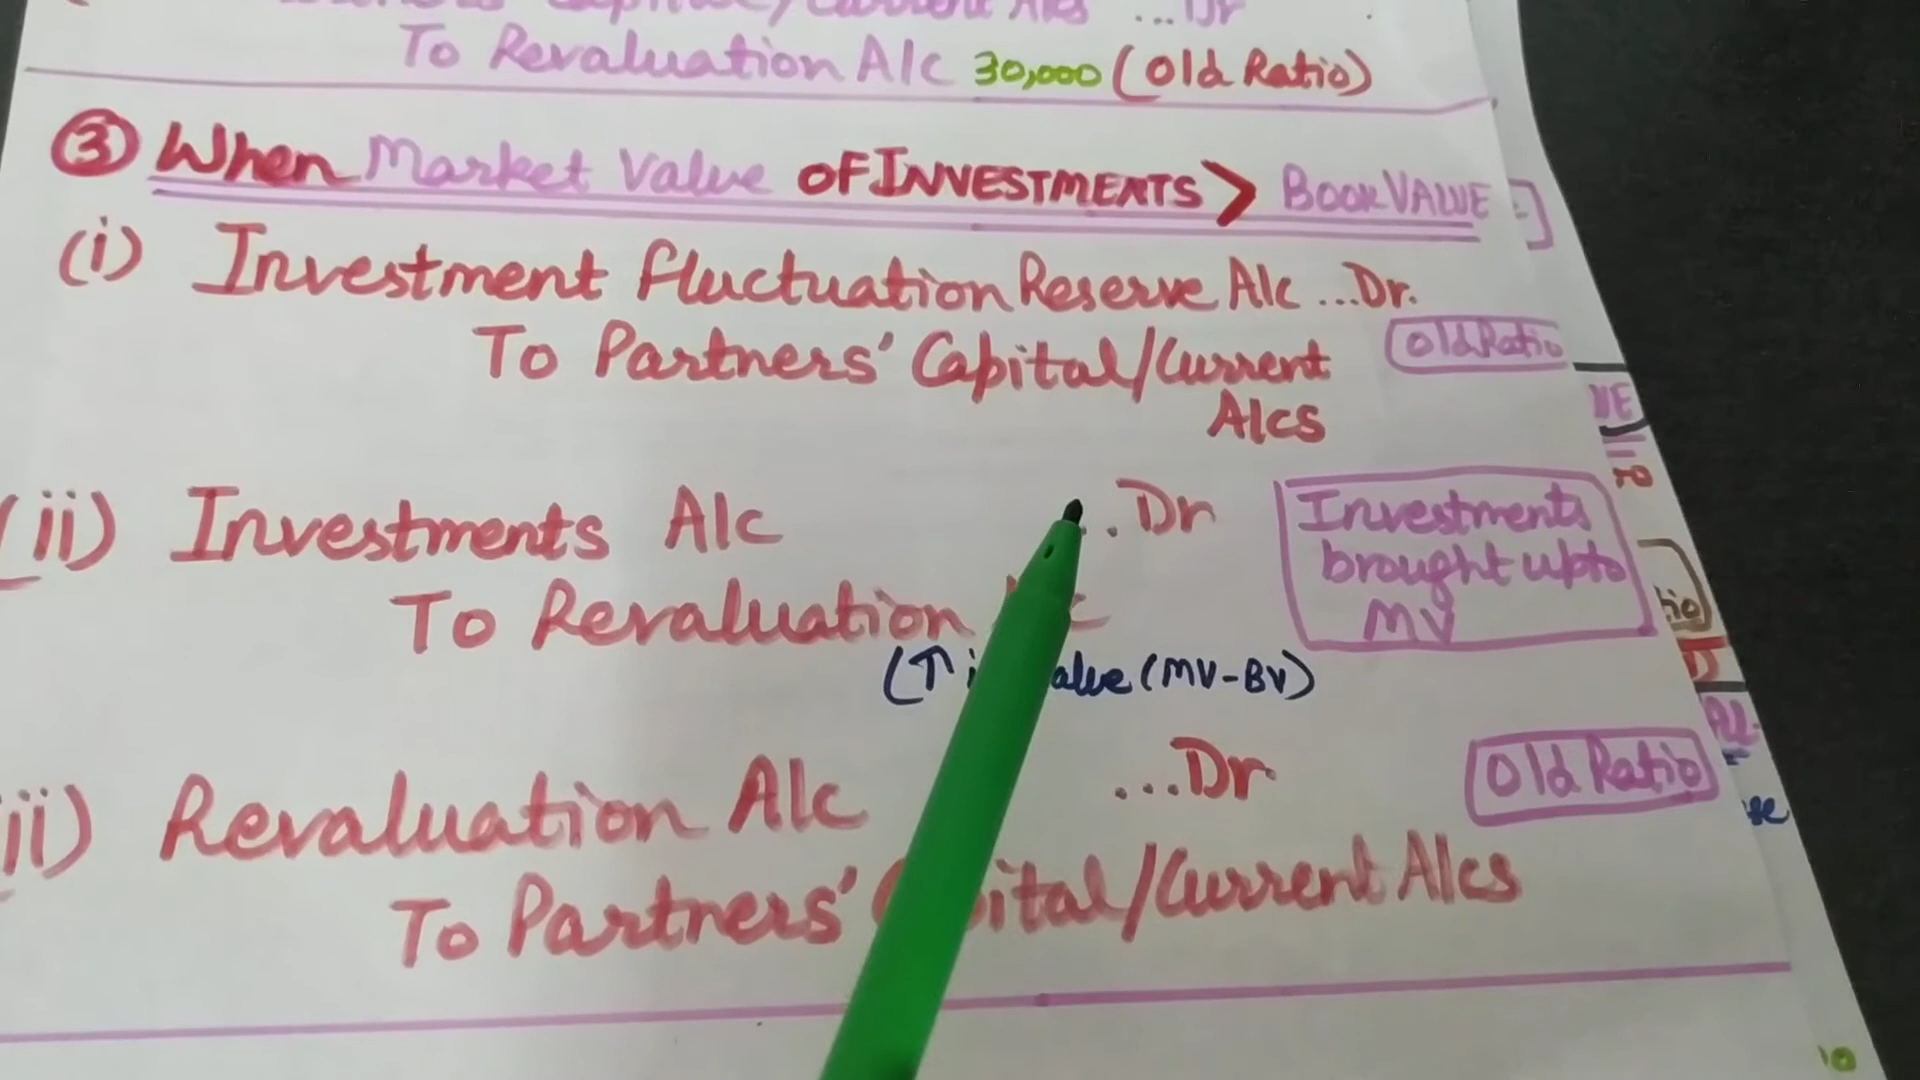 To Revaluation A/c 30,000 (Old Ratio)
③ When Market Value OF INVESTMENTS > BOOK VALUE
(i) Investment Fluctuation Reserve A/c ...Dr.
To Partners' Capital/Current Old Ratio
A/cs
(ii) Investments A/c ..Dr
Investments brought upto MV
To Revaluation
(↑ (MV-BV)
ii) Revaluation A/c ...Dr Old Ratio
To Partners' Capital/Current A/cs
10